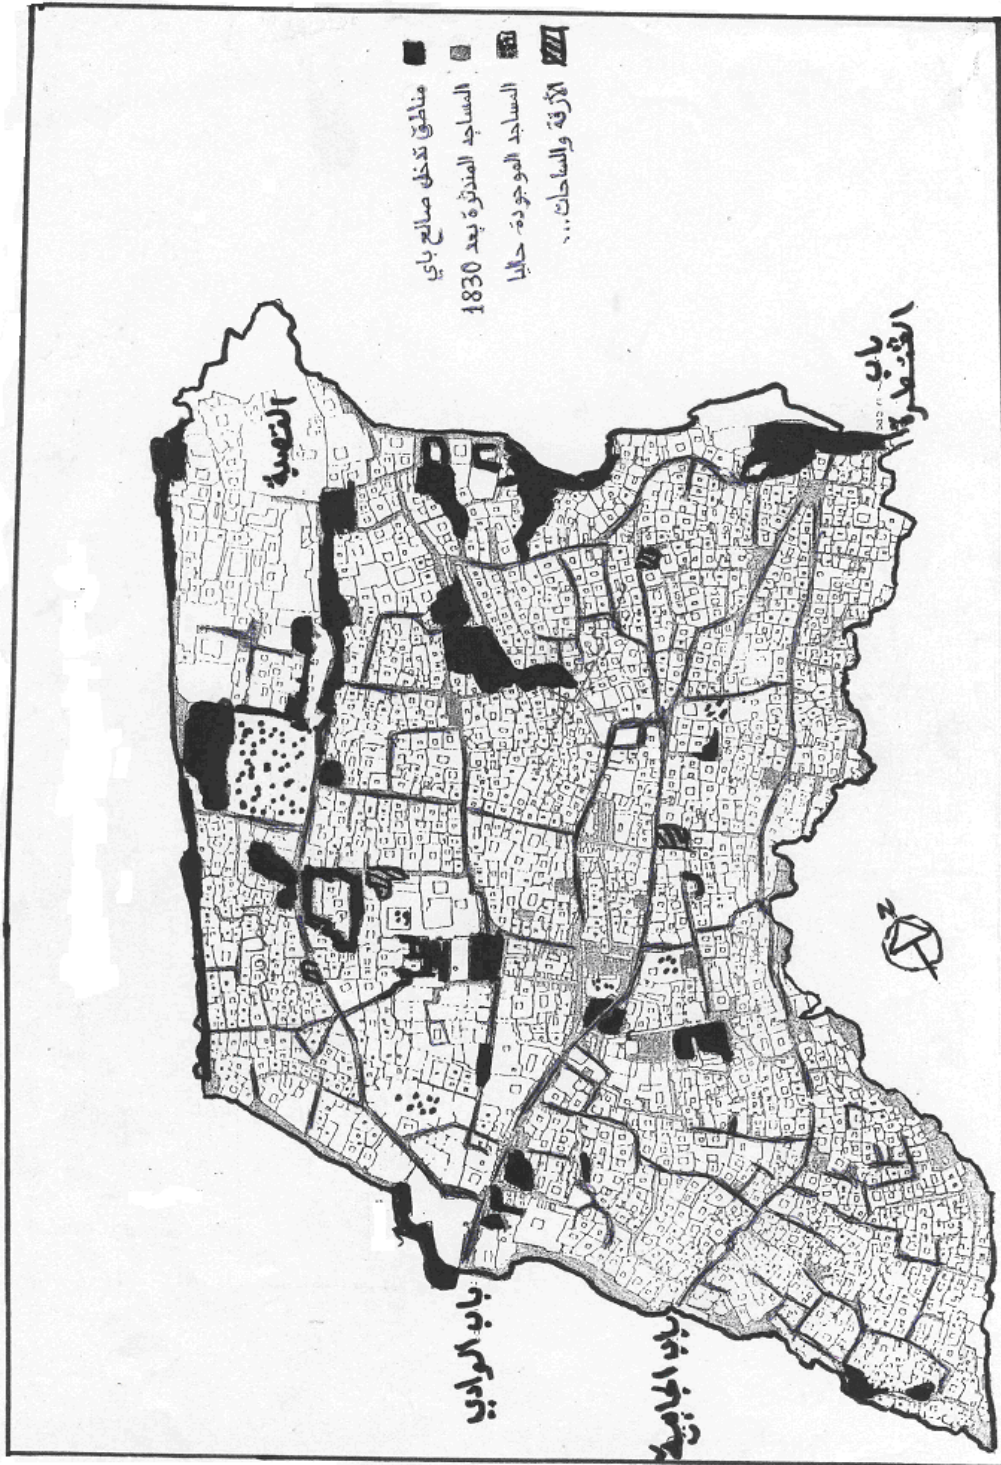 مناطق تدخل صالح باي
المساجد المندثرة بعد 1830
المساجد الموجودة حاليا
الأزقة والساحات...
باب
القنطرة
القصبة
N
باب الوادي
باب الجابية